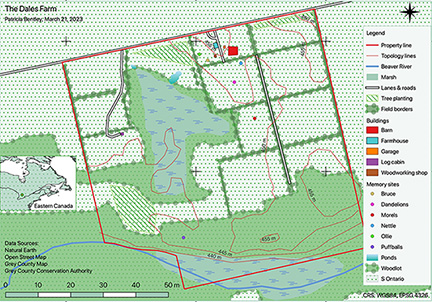 The Dales Farm
Patricia Bentley, March 21, 2023
Legend
Property line
Topology lines
Beaver River
Marsh
Lanes & roads
Tree planting
Field borders
Buildings
Barn
Farmhouse
Garage
Log cabin
Woodworking shop
Memory sites
Bruce
Dandelions
Morels
Nettle
Ollie
Puffballs
Ponds
Woodlot
S Ontario
Eastern Canada
455 m
445 m
440 m
Data Sources:
Natural Earth
Open Street Map
Grey County Map
Grey County Conservation Authority
0 10 20 30 40 50 m
CRS: WGS84, EPSG 4326